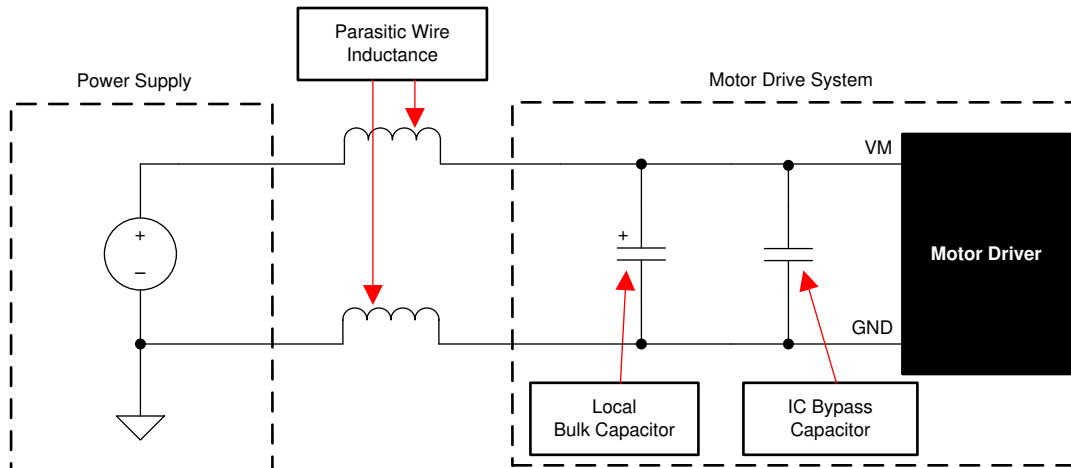 Parasitic Wire
Inductance
Power Supply
Motor Drive System
VM
+
–
+
Motor Driver
GND
Local
Bulk Capacitor
IC Bypass
Capacitor